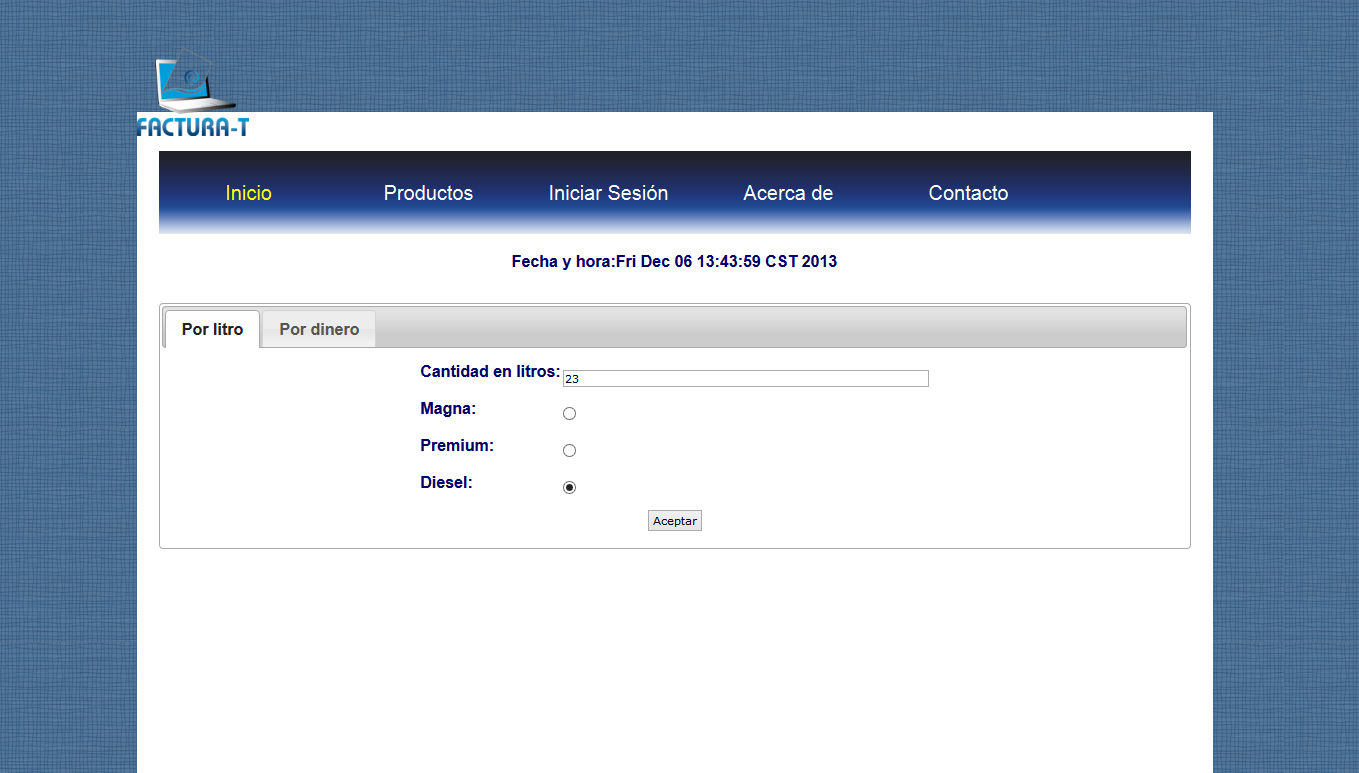 FACTURA-T
Inicio Productos Iniciar Sesión Acerca de Contacto
Fecha y hora:Fri Dec 06 13:43:59 CST 2013
Por litro Por dinero
Cantidad en litros: 23
Magna:
Premium:
Diesel:
Aceptar